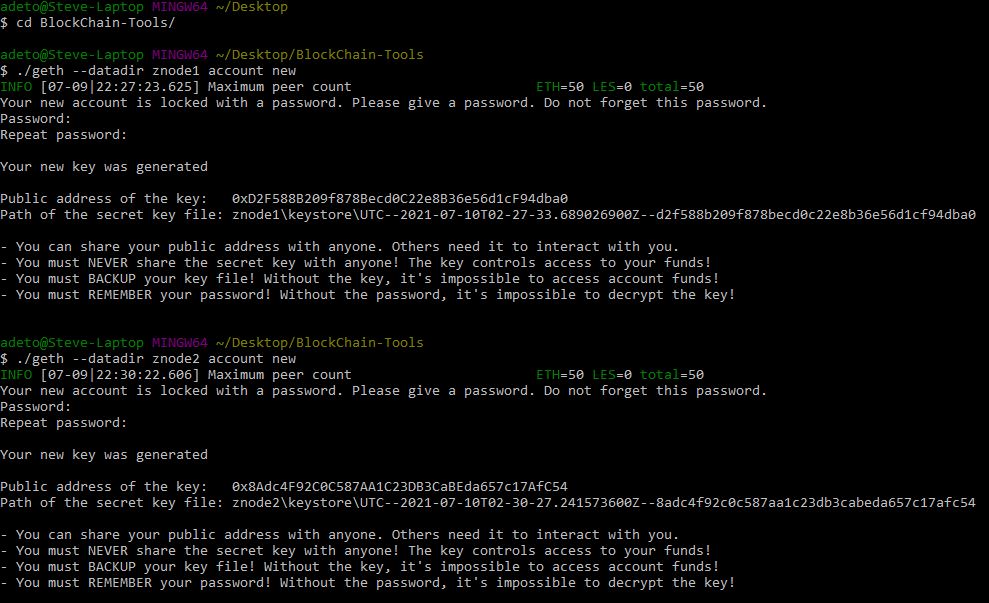 adeto@Steve-Laptop MINGW64 ~/Desktop
$ cd BlockChain-Tools/
adeto@Steve-Laptop MINGW64 ~/Desktop/BlockChain-Tools
$ ./geth --datadir znode1 account new
INFO [07-09|22:27:23.625] Maximum peer count                       ETH=50 LES=0 total=50
Your new account is locked with a password. Please give a password. Do not forget this password.
Password:
Repeat password:
Your new key was generated
Public address of the key:   0xD2F588B209f878Becd0C22e8B36e56d1cF94dba0
Path of the secret key file: znode1\keystore\UTC--2021-07-10T02-27-33.689026900Z--d2f588b209f878becd0c22e8b36e56d1cf94dba0
- You can share your public address with anyone. Others need it to interact with you.
- You must NEVER share the secret key with anyone! The key controls access to your funds!
- You must BACKUP your key file! Without the key, it's impossible to access account funds!
- You must REMEMBER your password! Without the password, it's impossible to decrypt the key!
adeto@Steve-Laptop MINGW64 ~/Desktop/BlockChain-Tools
$ ./geth --datadir znode2 account new
INFO [07-09|22:30:22.606] Maximum peer count                       ETH=50 LES=0 total=50
Your new account is locked with a password. Please give a password. Do not forget this password.
Password:
Repeat password:
Your new key was generated
Public address of the key:   0x8Adc4F92C0C587AA1C23DB3CaBEda657c17AfC54
Path of the secret key file: znode2\keystore\UTC--2021-07-10T02-30-27.241573600Z--8adc4f92c0c587aa1c23db3cabeda657c17afc54
- You can share your public address with anyone. Others need it to interact with you.
- You must NEVER share the secret key with anyone! The key controls access to your funds!
- You must BACKUP your key file! Without the key, it's impossible to access account funds!
- You must REMEMBER your password! Without the password, it's impossible to decrypt the key!